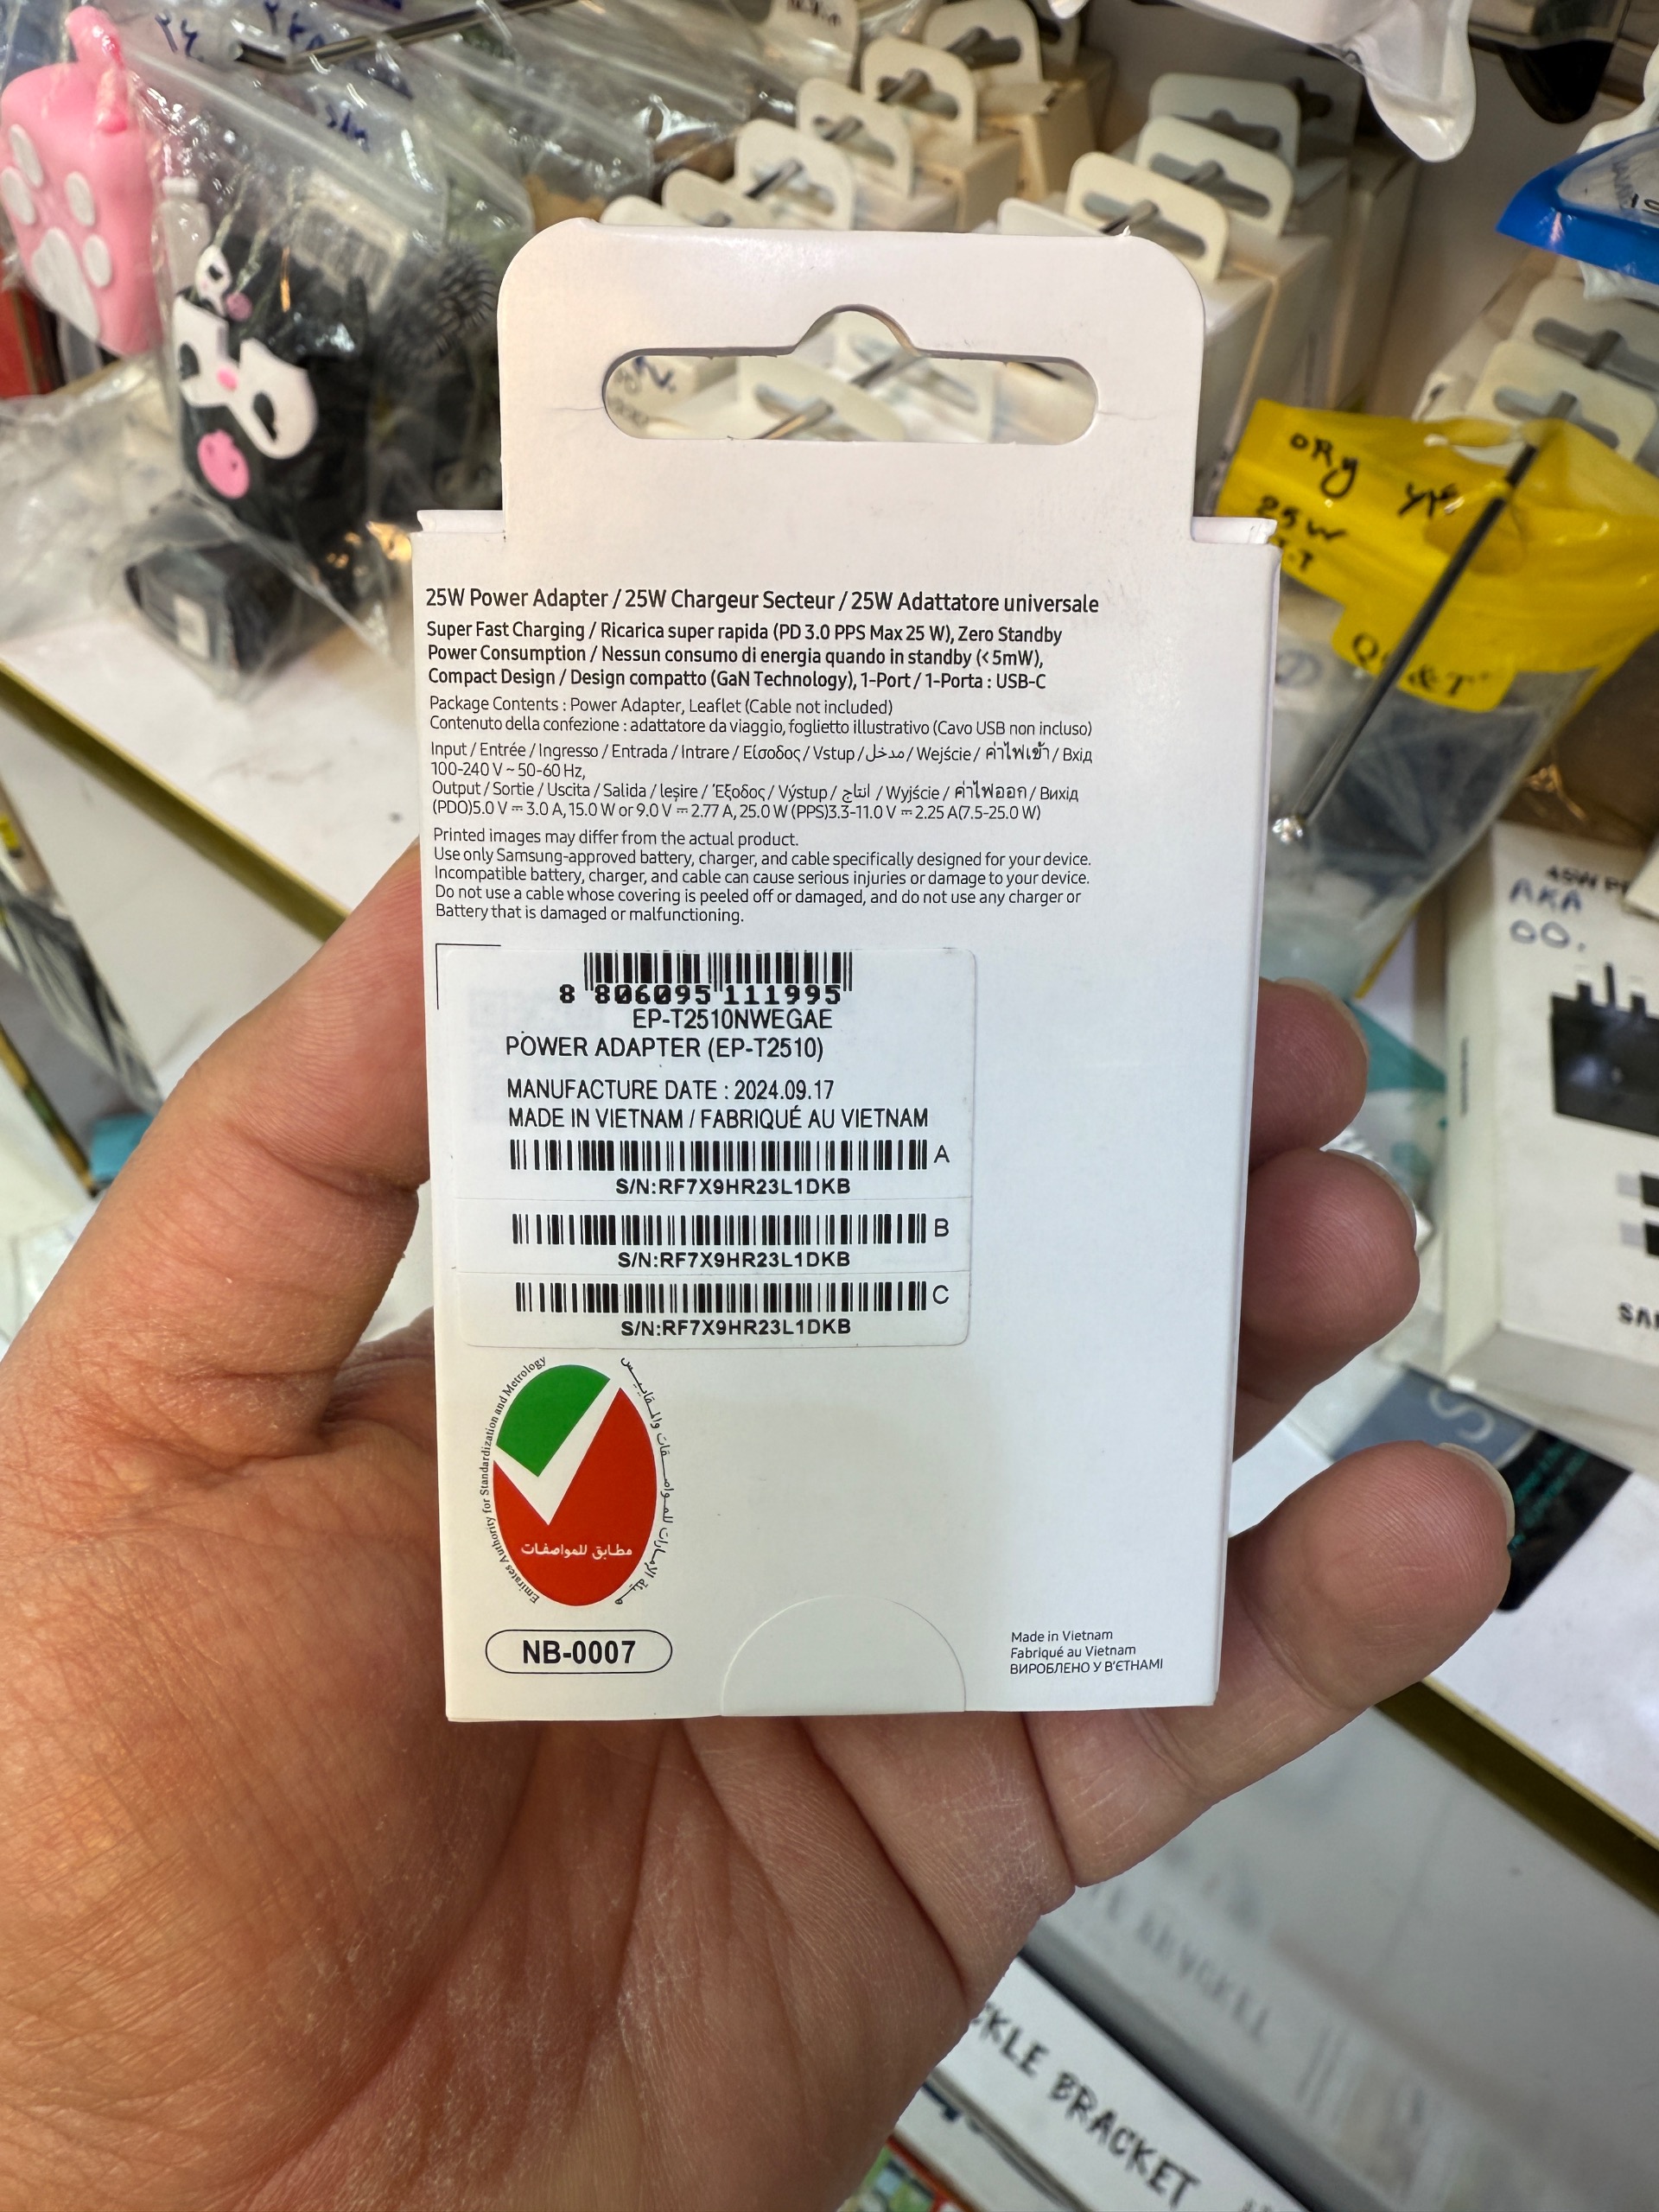 25W Power Adapter / 25W Chargeur Secteur / 25W Adattatore universale
Super Fast Charging / Ricarica super rapida (PD 3.0 PPS Max 25 W), Zero Standby
Power Consumption / Nessun consumo di energia quando in standby (< 5mW),
Compact Design / Design compatto (GaN Technology), 1-Port / 1-Porta : USB-C
Package Contents : Power Adapter, Leaflet (Cable not included)
Contenuto della confezione : adattatore da viaggio, foglietto illustrativo (Cavo USB non incluso)
Input / Entrée / Ingresso / Entrada / Intrare / Είσοδος / Vstup / مدخل / Wejście / ค่าไฟเข้า / Вхід
100-240 V ~ 50-60 Hz,
Output / Sortie / Uscita / Salida / Ieşire / Έξοδος / Výstup / انتاج / Wyjście / ค่าไฟออก / Вихід
(PDO)5.0 V ⎓ 3.0 A, 15.0 W or 9.0 V ⎓ 2.77 A, 25.0 W (PPS)3.3-11.0 V ⎓ 2.25 A(7.5-25.0 W)
Printed images may differ from the actual product.
Use only Samsung-approved battery, charger, and cable specifically designed for your device.
Incompatible battery, charger, and cable can cause serious injuries or damage to your device.
Do not use a cable whose covering is peeled off or damaged, and do not use any charger or
Battery that is damaged or malfunctioning.
8 806095 111995
EP-T2510NWEGAE
POWER ADAPTER (EP-T2510)
MANUFACTURE DATE : 2024.09.17
MADE IN VIETNAM / FABRIQUÉ AU VIETNAM
A
S/N:RF7X9HR23L1DKB
B
S/N:RF7X9HR23L1DKB
C
S/N:RF7X9HR23L1DKB
Emirates Authority for Standardization and Metrology
هيئة الإمارات للمواصفات والمقاييس
مطابق للمواصفات
NB-0007
Made in Vietnam
Fabriqué au Vietnam
ВИРОБЛЕНО У В'ЄТНАМІ
ORg
25W
45W
AKA
00.
BRACKET